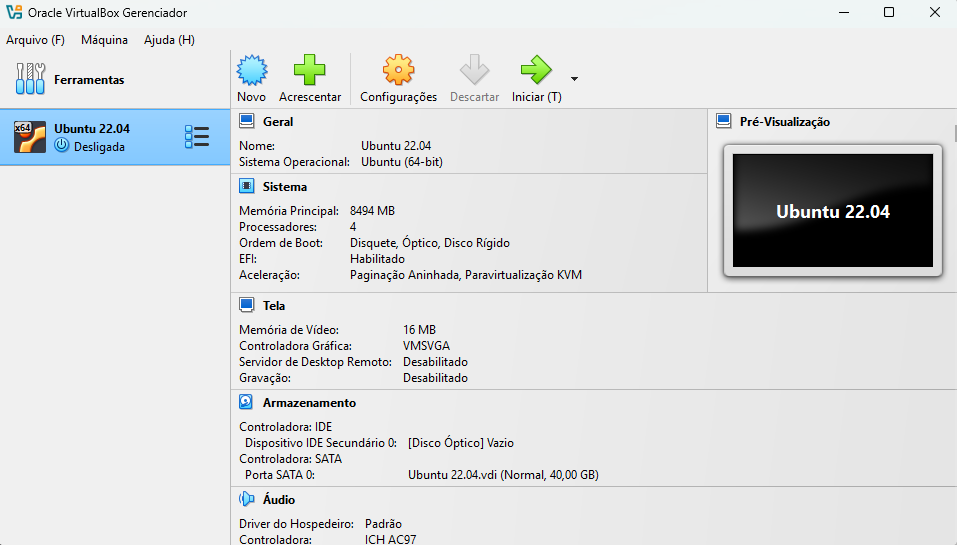 Oracle VirtualBox Gerenciador
Arquivo (F) Máquina Ajuda (H)
Ferramentas
x64
Ubuntu 22.04
Desligada
Novo Acrescentar Configurações Descartar Iniciar (T)
Geral
Nome: Ubuntu 22.04
Sistema Operacional: Ubuntu (64-bit)
Sistema
Memória Principal: 8494 MB
Processadores: 4
Ordem de Boot: Disquete, Óptico, Disco Rígido
EFI: Habilitado
Aceleração: Paginação Aninhada, Paravirtualização KVM
Pré-Visualização
Ubuntu 22.04
Tela
Memória de Vídeo: 16 MB
Controladora Gráfica: VMSVGA
Servidor de Desktop Remoto: Desabilitado
Gravação: Desabilitado
Armazenamento
Controladora: IDE
Dispositivo IDE Secundário 0: [Disco Óptico] Vazio
Controladora: SATA
Porta SATA 0: Ubuntu 22.04.vdi (Normal, 40,00 GB)
Áudio
Driver do Hospedeiro: Padrão
Controladora: ICH AC97